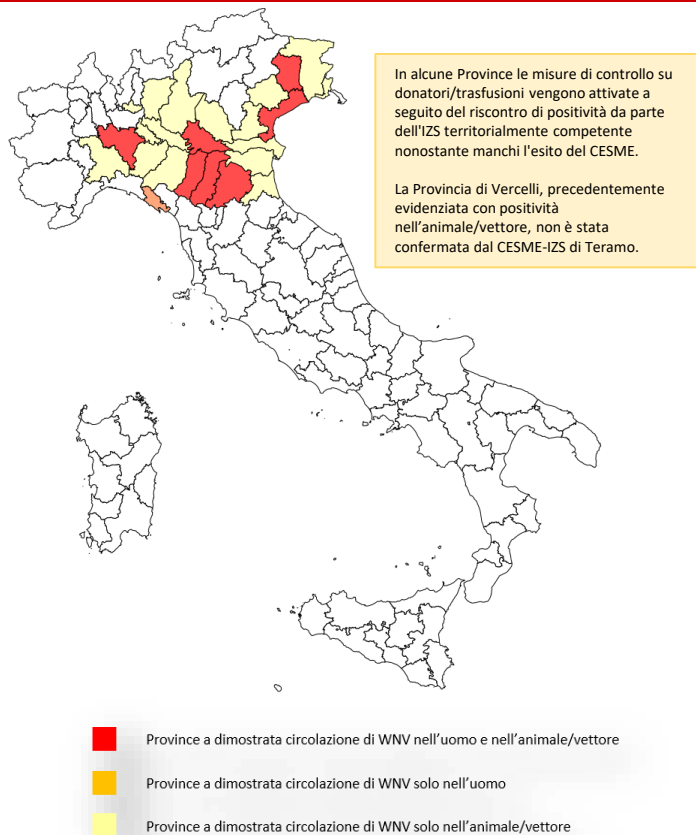 In alcune Province le misure di controllo su
donatori/trasfusioni vengono attivate a
seguito del riscontro di positività da parte
dell'IZS territorialmente competente
nonostante manchi l'esito del CESME.
La Provincia di Vercelli, precedentemente
evidenziata con positività
nell'animale/vettore, non è stata
confermata dal CESME-IZS di Teramo.
Province a dimostrata circolazione di WNV nell'uomo e nell'animale/vettore
Province a dimostrata circolazione di WNV solo nell'uomo
Province a dimostrata circolazione di WNV solo nell'animale/vettore